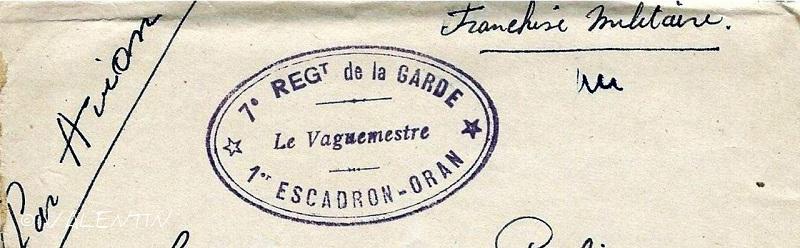 Franchise Militaire.
Par Avion
7e REGT de la GARDE
Le Vaguemestre
1er ESCADRON-ORAN
© VALENTIN